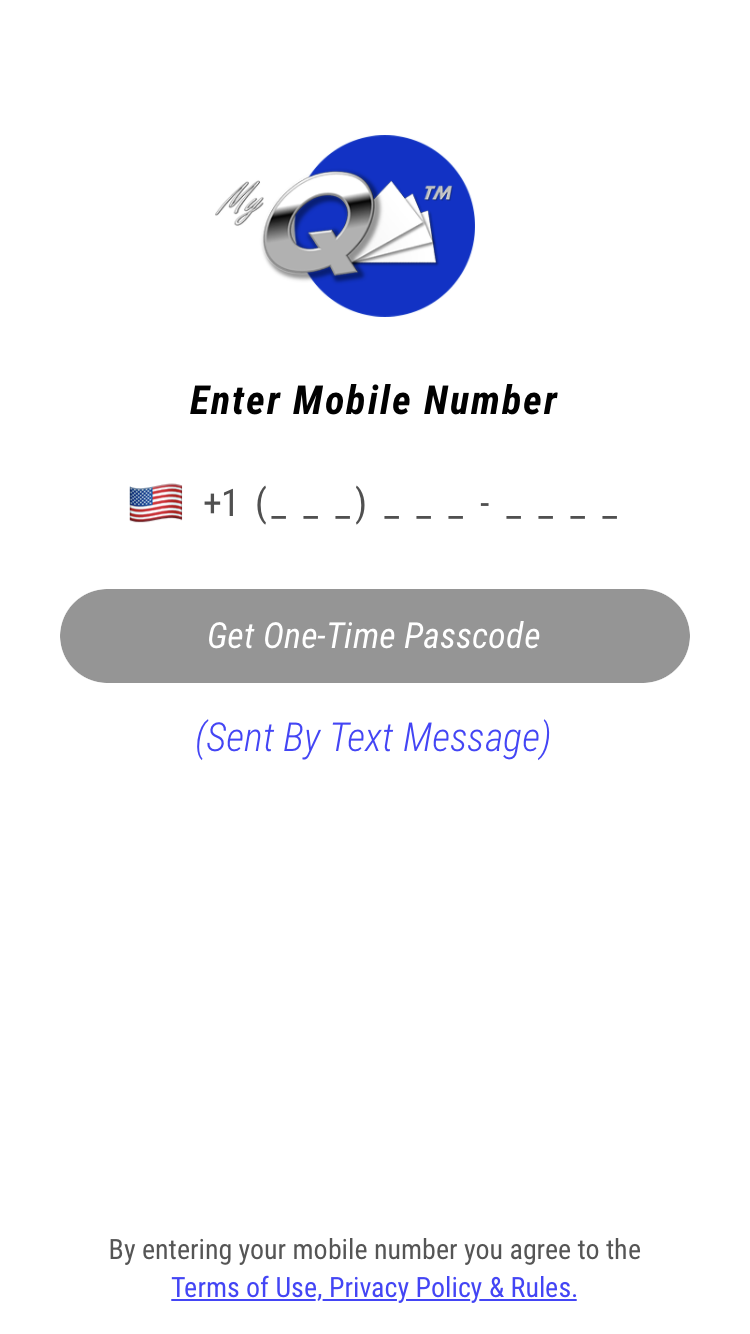 My Q TM
Enter Mobile Number
+1 (_ _ _) _ _ _ - _ _ _ _
Get One-Time Passcode
(Sent By Text Message)
By entering your mobile number you agree to the
Terms of Use, Privacy Policy & Rules.